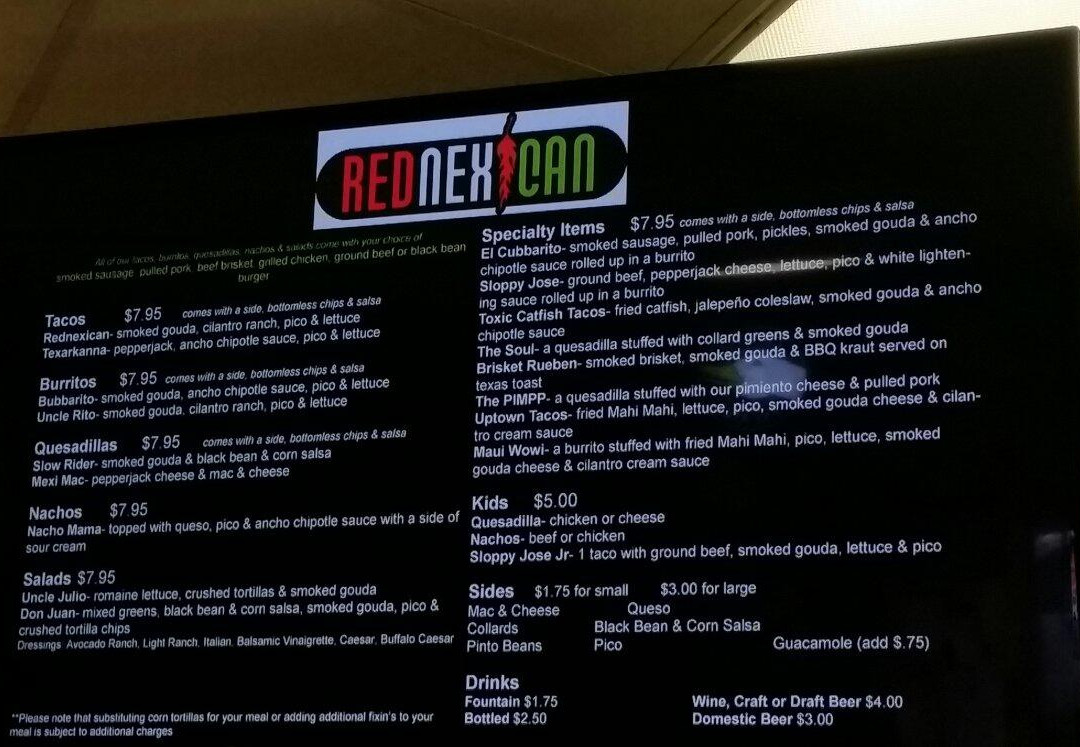 REDNEXICAN
All of our tacos, burritos, quesadillas, nachos & salads come with your choice of
smoked sausage, pulled pork, beef brisket, grilled chicken, ground beef or black bean
burger
Tacos $7.95 comes with a side, bottomless chips & salsa
Rednexican- smoked gouda, cilantro ranch, pico & lettuce
Texarkanna- pepperjack, ancho chipotle sauce, pico & lettuce
Burritos $7.95 comes with a side, bottomless chips & salsa
Bubbarito- smoked gouda, ancho chipotle sauce, pico & lettuce
Uncle Rito- smoked gouda, cilantro ranch, pico & lettuce
Quesadillas $7.95 comes with a side, bottomless chips & salsa
Slow Rider- smoked gouda & black bean & corn salsa
Mexi Mac- pepperjack cheese & mac & cheese
Nachos $7.95
Nacho Mama- topped with queso, pico & ancho chipotle sauce with a side of
sour cream
Salads $7.95
Uncle Julio- romaine lettuce, crushed tortillas & smoked gouda
Don Juan- mixed greens, black bean & corn salsa, smoked gouda, pico &
crushed tortilla chips
Dressings Avocado Ranch, Light Ranch, Italian, Balsamic Vinaigrette, Caesar, Buffalo Caesar
**Please note that substituting corn tortillas for your meal or adding additional fixin's to your
meal is subject to additional charges
Specialty Items $7.95 comes with a side, bottomless chips & salsa
El Cubbarito- smoked sausage, pulled pork, pickles, smoked gouda & ancho
chipotle sauce rolled up in a burrito
Sloppy Jose- ground beef, pepperjack cheese, lettuce, pico & white lighten-
ing sauce rolled up in a burrito
Toxic Catfish Tacos- fried catfish, jalepeño coleslaw, smoked gouda & ancho
chipotle sauce
The Soul- a quesadilla stuffed with collard greens & smoked gouda
Brisket Rueben- smoked brisket, smoked gouda & BBQ kraut served on
texas toast
The PIMPP- a quesadilla stuffed with our pimiento cheese & pulled pork
Uptown Tacos- fried Mahi Mahi, lettuce, pico, smoked gouda cheese & cilan-
tro cream sauce
Maui Wowi- a burrito stuffed with fried Mahi Mahi, pico, lettuce, smoked
gouda cheese & cilantro cream sauce
Kids $5.00
Quesadilla- chicken or cheese
Nachos- beef or chicken
Sloppy Jose Jr- 1 taco with ground beef, smoked gouda, lettuce & pico
Sides $1.75 for small $3.00 for large
Mac & Cheese Queso
Collards Black Bean & Corn Salsa
Pinto Beans Pico Guacamole (add $.75)
Drinks
Fountain $1.75 Wine, Craft or Draft Beer $4.00
Bottled $2.50 Domestic Beer $3.00